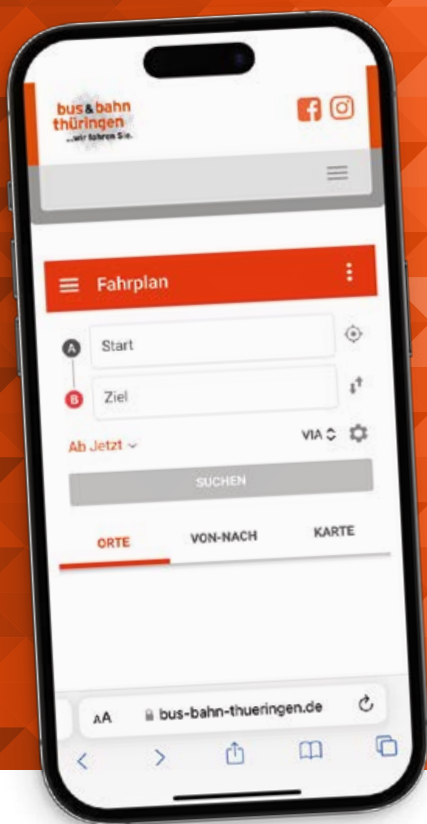 bus & bahn
thüringen
...wir fahren Sie.
Fahrplan
A
Start
B
Ziel
Ab Jetzt
VIA
SUCHEN
ORTE
VON-NACH
KARTE
AA
bus-bahn-thueringen.de